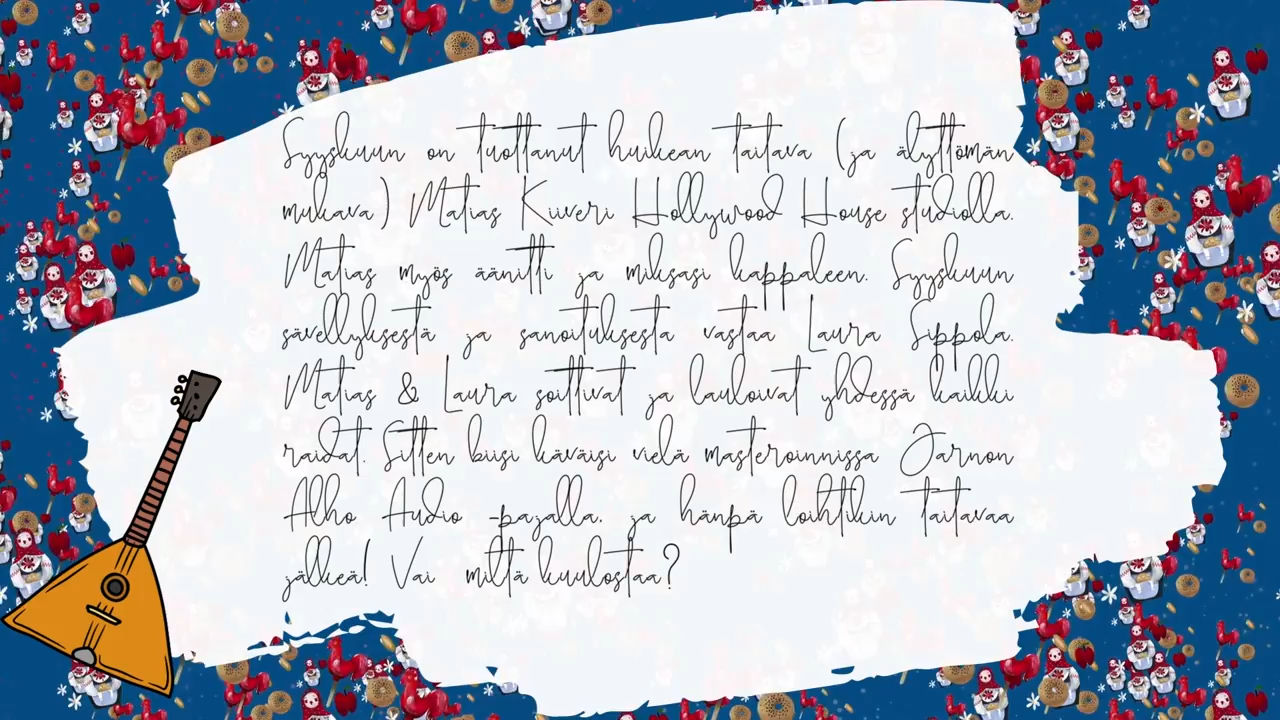 Syyskuun on tuottanut huikean taitava (ja älyttömän
mukava) Matias Kiiveri Hollywood House studiolla.
Matias myös äänitti ja miksasi kappaleen. Syyskuun
sävellyksestä ja sanoituksesta vastaa Laura Sippola.
Matias & Laura soittivat ja lauloivat yhdessä kaikki
raidat. Sitten biisi käväisi vielä masteroinnissa Jarnon
Alho Audio -pajalla, ja hänpä loihtikin taitavaa
jälkeä! Vai miltä kuulostaa?